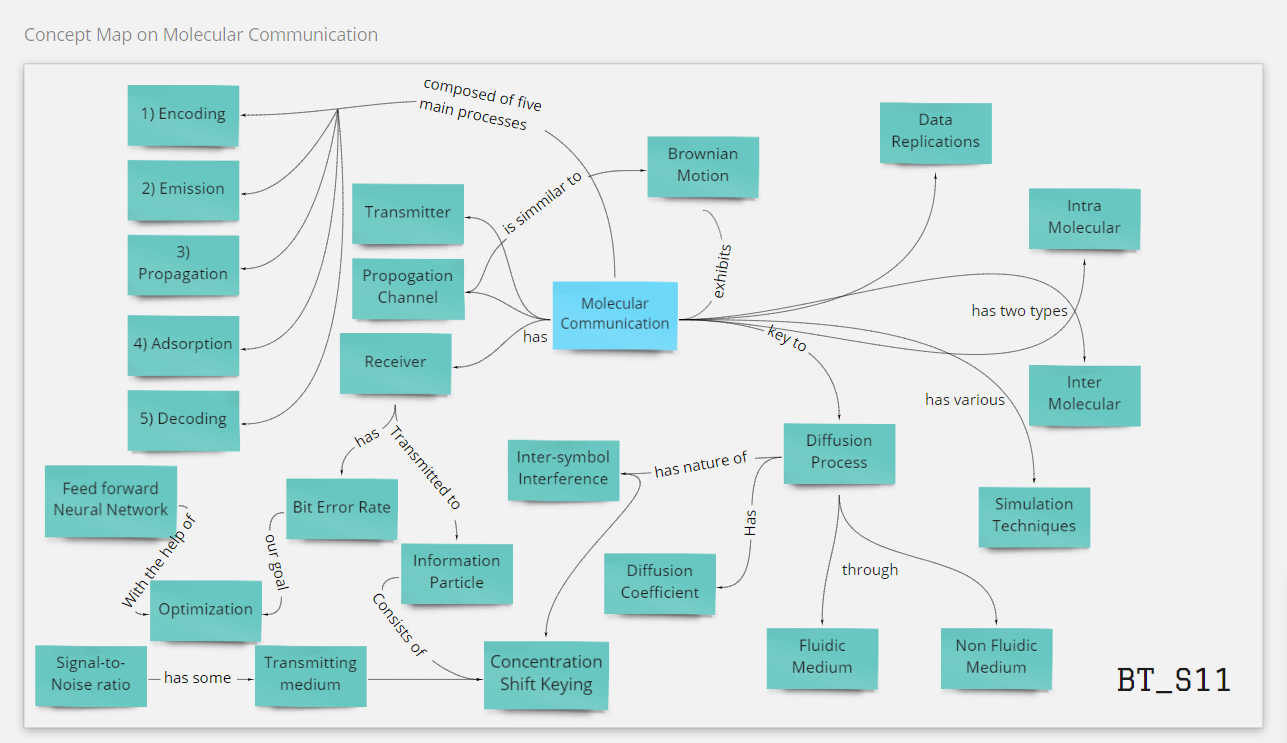 Concept Map on Molecular Communication
composed of five
main processes
1) Encoding
2) Emission
3)
Propagation
4) Adsorption
5) Decoding
Transmitter
Propogation
Channel
Receiver
is simmilar to
Brownian
Motion
exhibits
Molecular
Communication
has
Data
Replications
Intra
Molecular
has two types
Inter
Molecular
key to
has various
Simulation
Techniques
Diffusion
Process
has nature of
Inter-symbol
Interference
Has
Diffusion
Coefficient
through
Fluidic
Medium
Non Fluidic
Medium
has
Transmitted to
Bit Error Rate
Information
Particle
our goal
Consists of
Feed forward
Neural Network
With the help of
Optimization
Signal-to-
Noise ratio
has some
Transmitting
medium
Concentration
Shift Keying
BT_S11